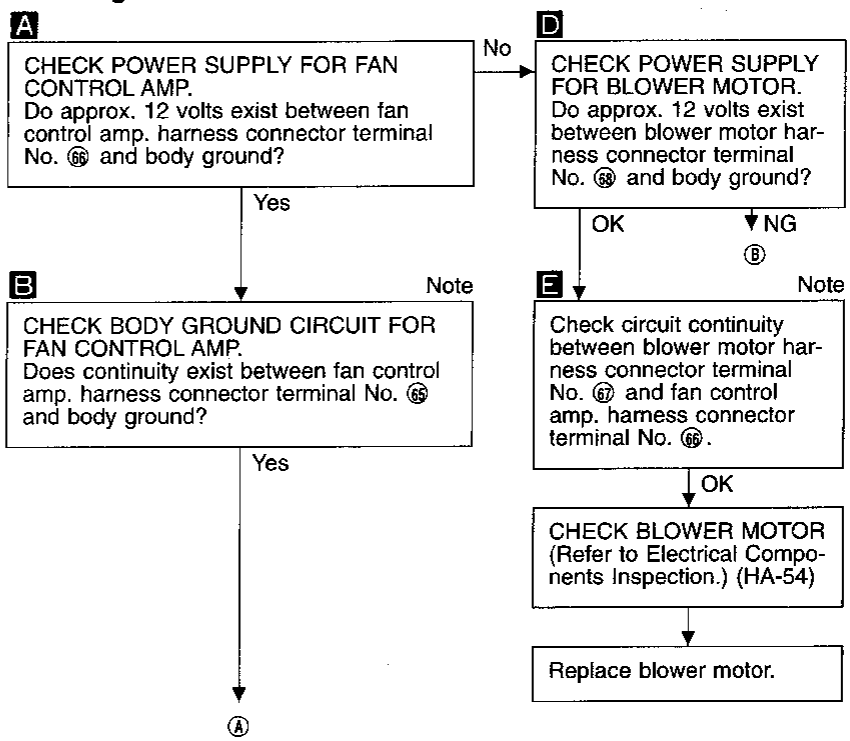 A
CHECK POWER SUPPLY FOR FAN
CONTROL AMP.
Do approx. 12 volts exist between fan
control amp. harness connector terminal
No. 66 and body ground?
No
Yes
D
CHECK POWER SUPPLY
FOR BLOWER MOTOR.
Do approx. 12 volts exist
between blower motor har-
ness connector terminal
No. 68 and body ground?
OK
NG
Ⓑ
B
Note
CHECK BODY GROUND CIRCUIT FOR
FAN CONTROL AMP.
Does continuity exist between fan control
amp. harness connector terminal No. 65
and body ground?
Yes
Ⓐ
E
Note
Check circuit continuity
between blower motor har-
ness connector terminal
No. 67 and fan control
amp. harness connector
terminal No. 66.
OK
CHECK BLOWER MOTOR
(Refer to Electrical Compo-
nents Inspection.) (HA-54)
Replace blower motor.